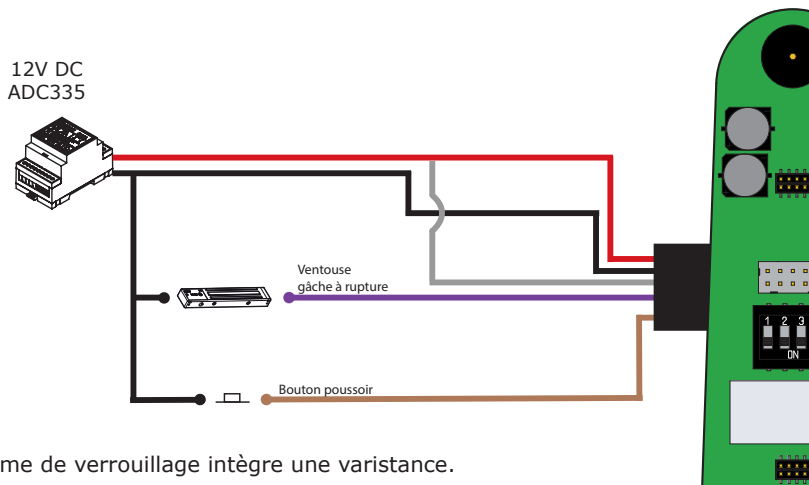 12V DC
ADC335
Ventouse
gâche à rupture
Bouton poussoir
1 2 3
ON
me de verrouillage intègre une varistance.